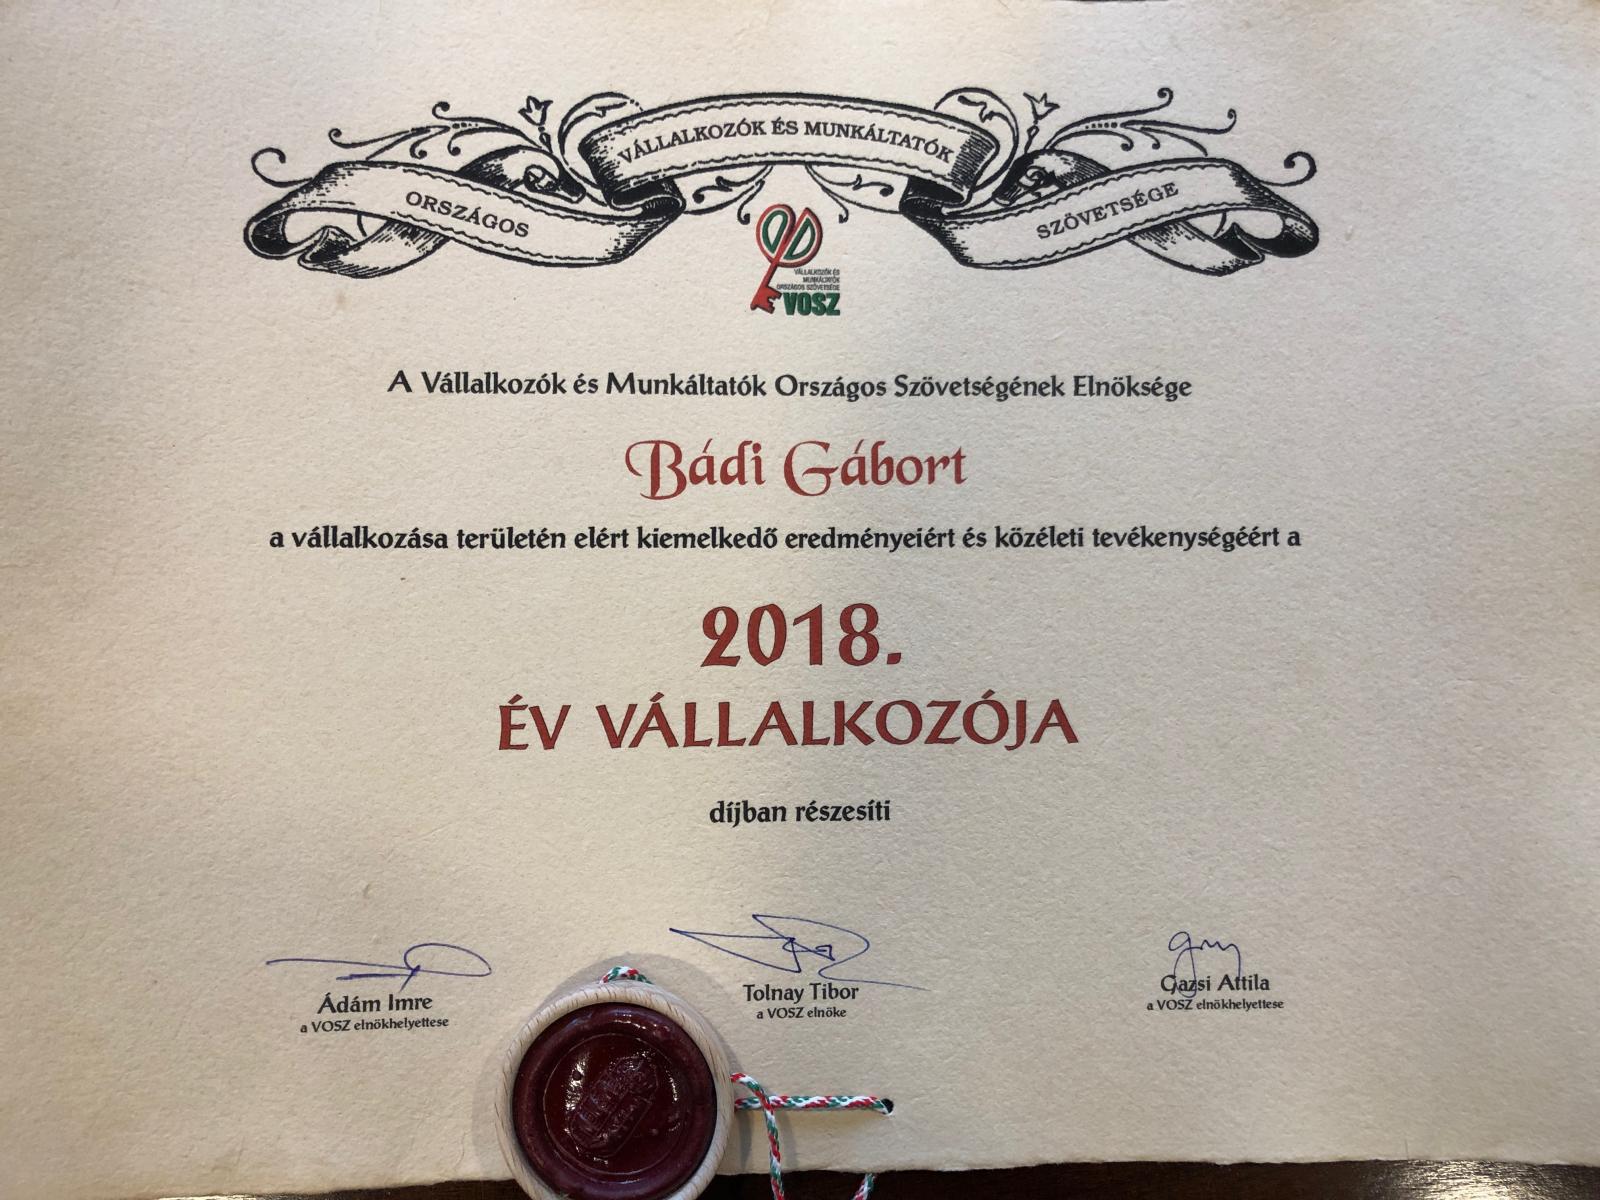 ORSZÁGOS
VÁLLALKOZÓK ÉS MUNKÁLTATÓK
SZÖVETSÉGE
VÁLLALKOZÓK ÉS
MUNKÁLTATÓK
ORSZÁGOS SZÖVETSÉGE
VOSZ
A Vállalkozók és Munkáltatók Országos Szövetségének Elnöksége
Bádi Gábort
a vállalkozása területén elért kiemelkedő eredményeiért és közéleti tevékenységéért a
2018.
ÉV VÁLLALKOZÓJA
díjban részesíti
Ádám Imre
a VOSZ elnökhelyettese
Tolnay Tibor
a VOSZ elnöke
Gazsi Attila
a VOSZ elnökhelyettese